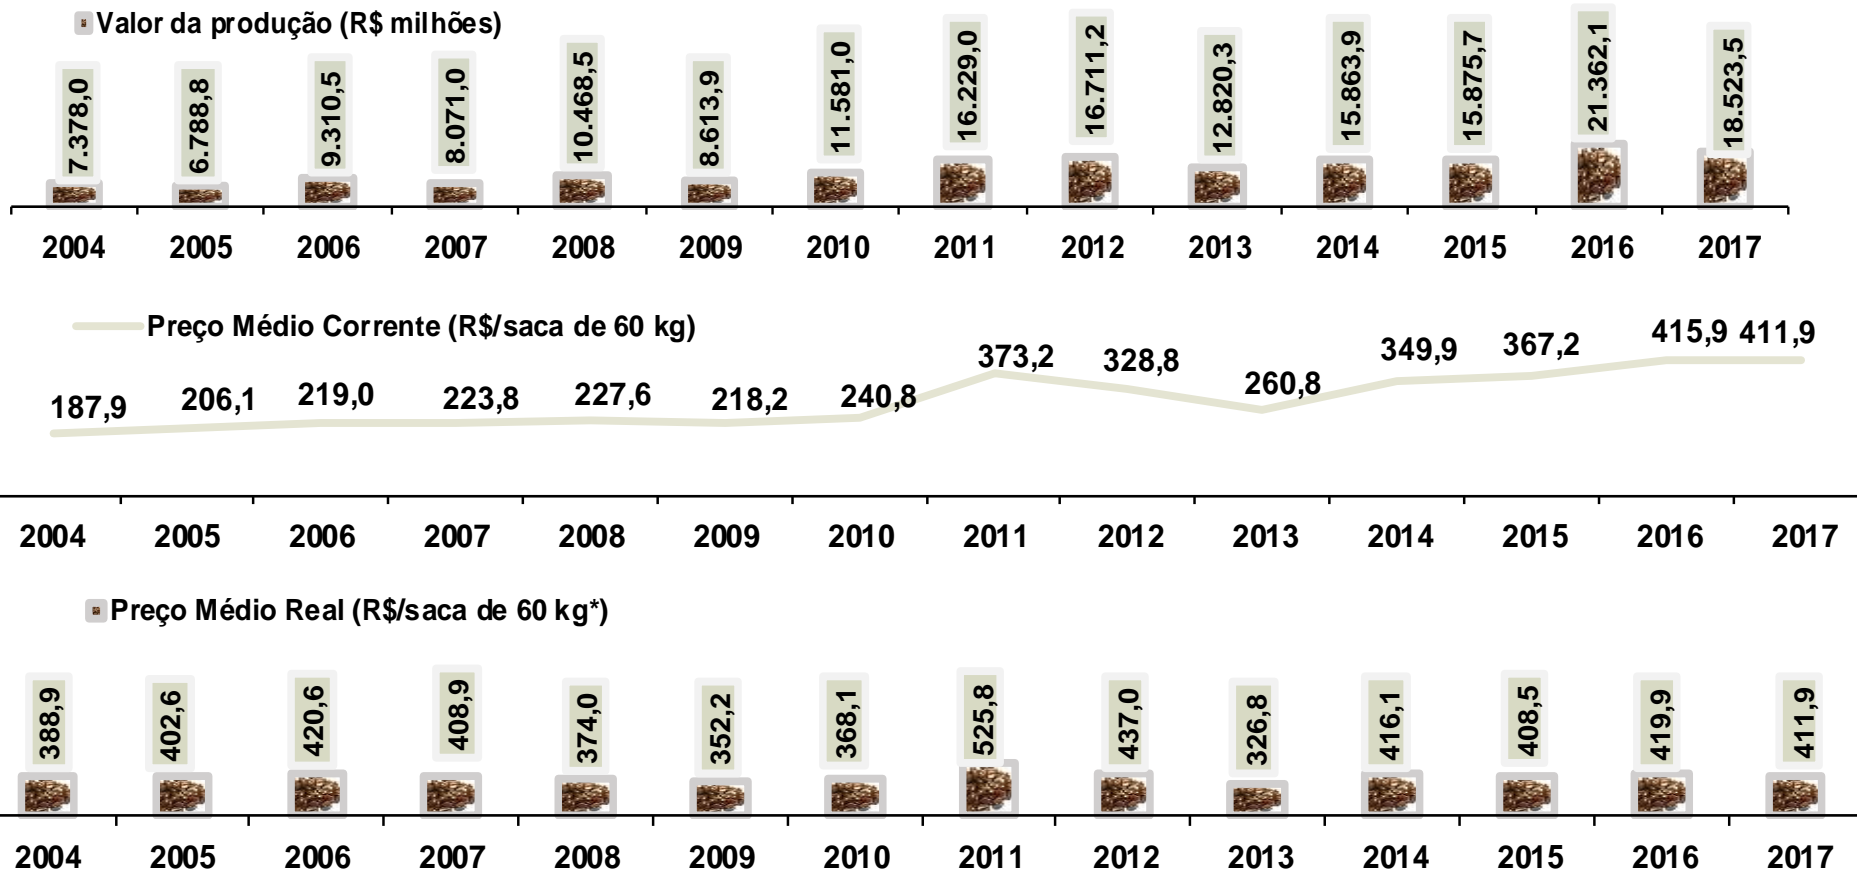 Valor da produção (R$ milhões)
7.378,0 6.788,8 9.310,5 8.071,0 10.468,5 8.613,9 11.581,0 16.229,0 16.711,2 12.820,3 15.863,9 15.875,7 21.362,1 18.523,5
2004 2005 2006 2007 2008 2009 2010 2011 2012 2013 2014 2015 2016 2017
Preço Médio Corrente (R$/saca de 60 kg)
187,9 206,1 219,0 223,8 227,6 218,2 240,8 373,2 328,8 260,8 349,9 367,2 415,9 411,9
2004 2005 2006 2007 2008 2009 2010 2011 2012 2013 2014 2015 2016 2017
Preço Médio Real (R$/saca de 60 kg*)
388,9 402,6 420,6 408,9 374,0 352,2 368,1 525,8 437,0 326,8 416,1 408,5 419,9 411,9
2004 2005 2006 2007 2008 2009 2010 2011 2012 2013 2014 2015 2016 2017